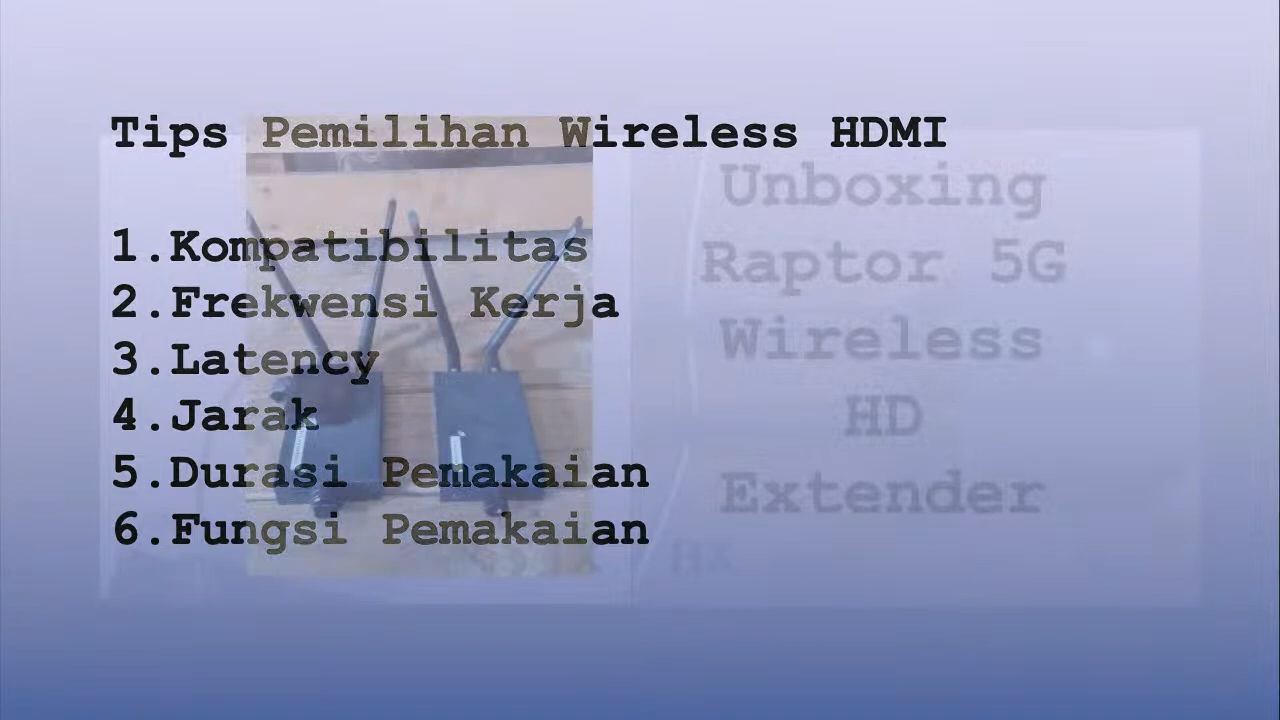 Tips Pemilihan Wireless HDMI
1.Kompatibilitas
2.Frekwensi Kerja
3.Latency
4.Jarak
5.Durasi Pemakaian
6.Fungsi Pemakaian
Unboxing
Raptor 5G
Wireless
HD
Extender